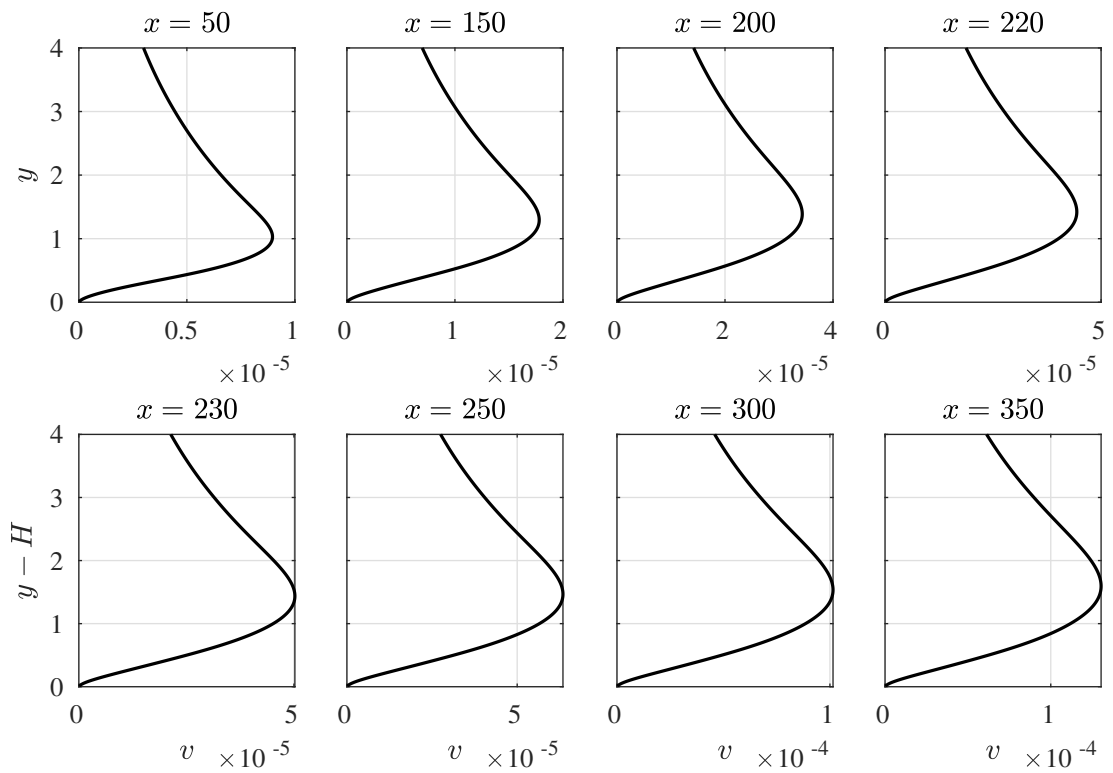 x = 50
x = 150
x = 200
x = 220
4
3
2
1
0
y
0 0.5 1
×10 -5
0 1 2
×10 -5
0 2 4
×10 -5
0 5
×10 -5
x = 230
x = 250
x = 300
x = 350
4
3
2
1
0
y − H
0 5
v ×10 -5
0 5
v ×10 -5
0 1
v ×10 -4
0 1
v ×10 -4